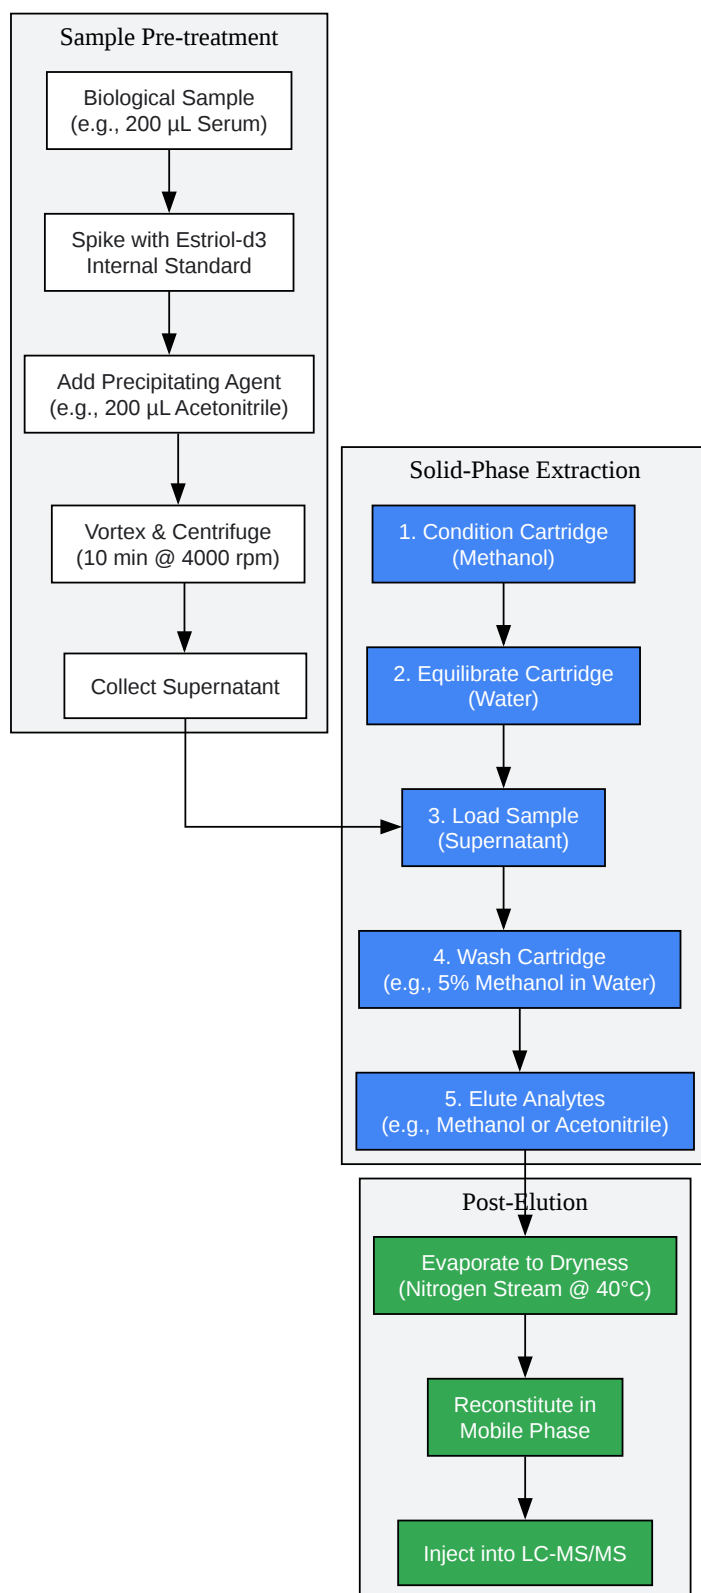 Sample Pre-treatment
Biological Sample
(e.g., 200 µL Serum)
Spike with Estriol-d3
Internal Standard
Add Precipitating Agent
(e.g., 200 µL Acetonitrile)
Vortex & Centrifuge
(10 min @ 4000 rpm)
Collect Supernatant
Solid-Phase Extraction
1. Condition Cartridge
(Methanol)
2. Equilibrate Cartridge
(Water)
3. Load Sample
(Supernatant)
4. Wash Cartridge
(e.g., 5% Methanol in Water)
5. Elute Analytes
(e.g., Methanol or Acetonitrile)
Post-Elution
Evaporate to Dryness
(Nitrogen Stream @ 40°C)
Reconstitute in
Mobile Phase
Inject into LC-MS/MS